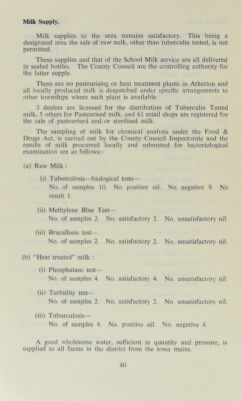 Milk Supply.
Milk supplies to the area remains satisfactory. This being a
designated area the sale of raw milk, other than tuberculin tested, is not
permitted.
These supplies and that of the School Milk service are all delivered
in sealed bottles. The County Council are the controlling authority for
the latter supply.
There are no pasteurising or heat treatment plants in Atherton and
all locally produced milk is despatched under specific arrangements to
other townships where such plant is available.
3 dealers are licensed for the distribution of Tuberculin Tested
milk, 5 others for Pasteurised milk, and 61 retail shops are registered for
the sale of pasteurised and/or sterilised milk.
The sampling of milk for chemical analysis under the Food &
Drugs Act, is carried out by the County Council Inspectorate and the
results of milk procured locally and submitted for bacteriological
examination are as follows:-
(a) Raw Milk :
(i) Tuburculosis—biological tests—
No. of samples 10. No. positive nil. No. negative 9. No
result 1.
(ii) Methylene Blue Test—
No. of samples 2. No. satisfactory 2. No. unsatisfactory nil.
(iii) Brucellosis test—
No. of samples 2. No. satisfactory 2. No. unsatisfactory nil.
(b) "Heat treated" milk :
(i) Phosphatase test—
No. of samples 4. No. satisfactory 4. No. unsatisfactory nil.
(ii) Turbidity test—
No. of samples 2. No. satisfactory 2. No. unsatisfactory nil.
(iii) Tuburculosis—
No. of samples 4. No. positive nil. No. negative 4.
A good wholesome water, sufficient in quantity and pressure, is
supplied to all farms in the district from the town mains.
40